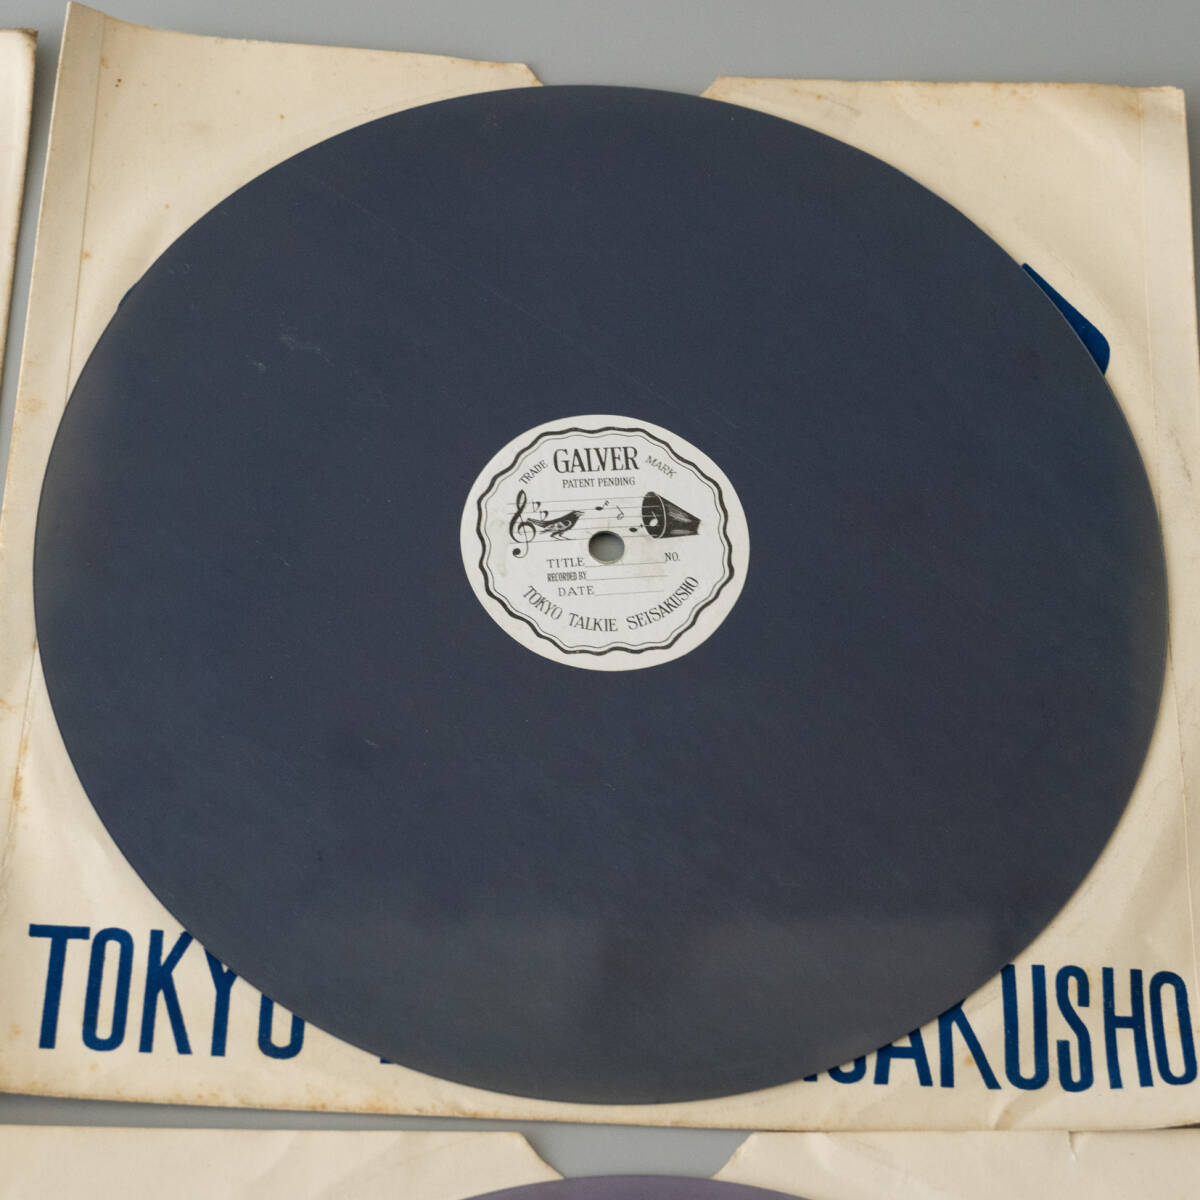 TRADE GALVER MARK
PATENT PENDING
TITLE NO.
RECORDED BY
DATE
TOKYO TALKIE SEISAKUSHO
TOKYO SAKUSHO